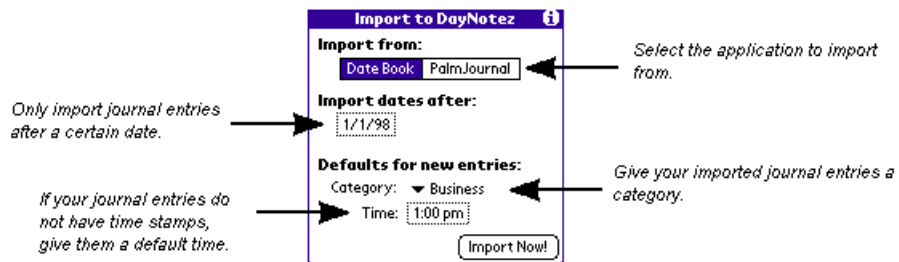 Import to DayNotez
Import from:
Date Book PalmJournal
Select the application to import
from.
Only import journal entries
after a certain date.
Import dates after:
1/1/98
Defaults for new entries:
Category: Business
Give your imported journal entries a
category.
If your journal entries do
not have time stamps,
give them a default time.
Time: 1:00 pm
Import Now!